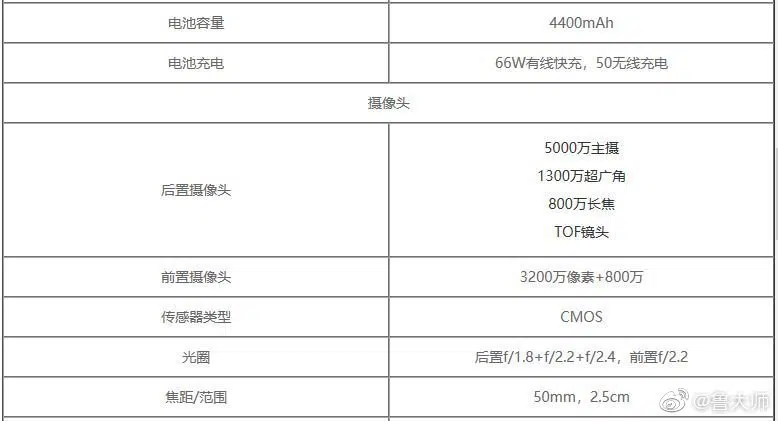 电池容量 4400mAh
电池充电 66W有线快充，50无线充电
摄像头
后置摄像头
5000万主摄
1300万超广角
800万长焦
TOF镜头
前置摄像头 3200万像素+800万
传感器类型 CMOS
光圈 后置f/1.8+f/2.2+f/2.4，前置f/2.2
焦距/范围 50mm，2.5cm
@鲁大师